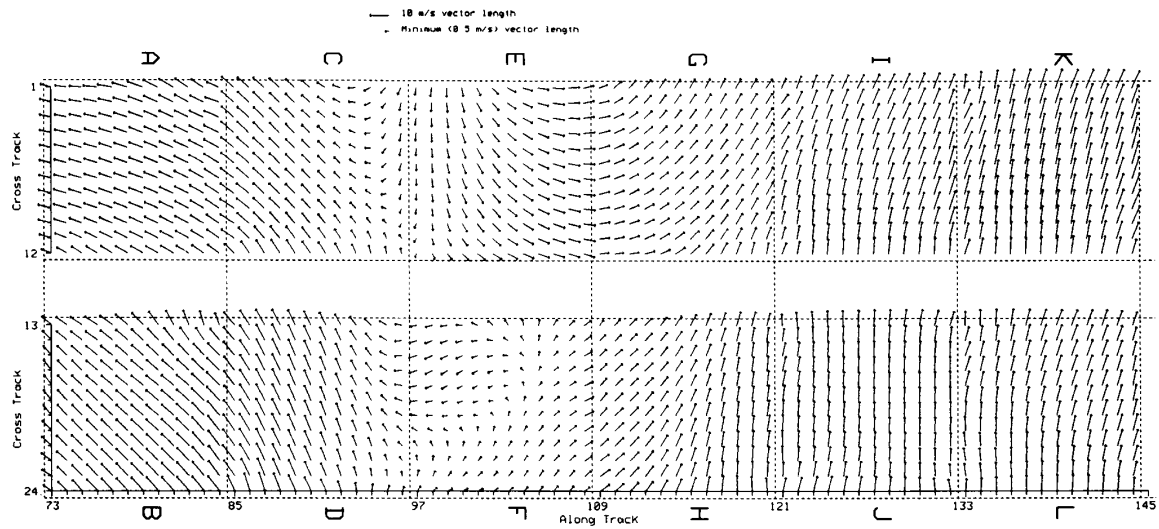 10 m/s vector length
Minimum (0.5 m/s) vector length
A C E G I K
1
Cross Track
12
13
Cross Track
24
73 85 97 109 121 133 145
Along Track
B D F H J L